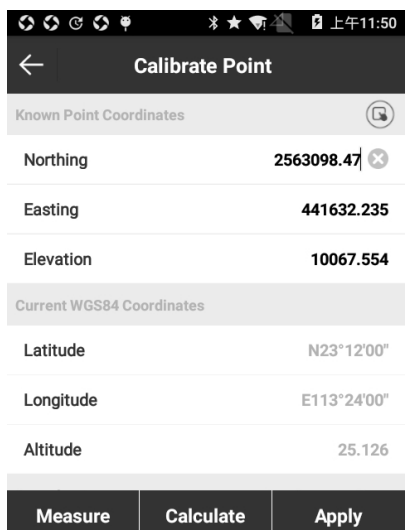 上午11:50
Calibrate Point
Known Point Coordinates
Northing 2563098.47
Easting 441632.235
Elevation 10067.554
Current WGS84 Coordinates
Latitude N23°12'00"
Longitude E113°24'00"
Altitude 25.126
Measure Calculate Apply